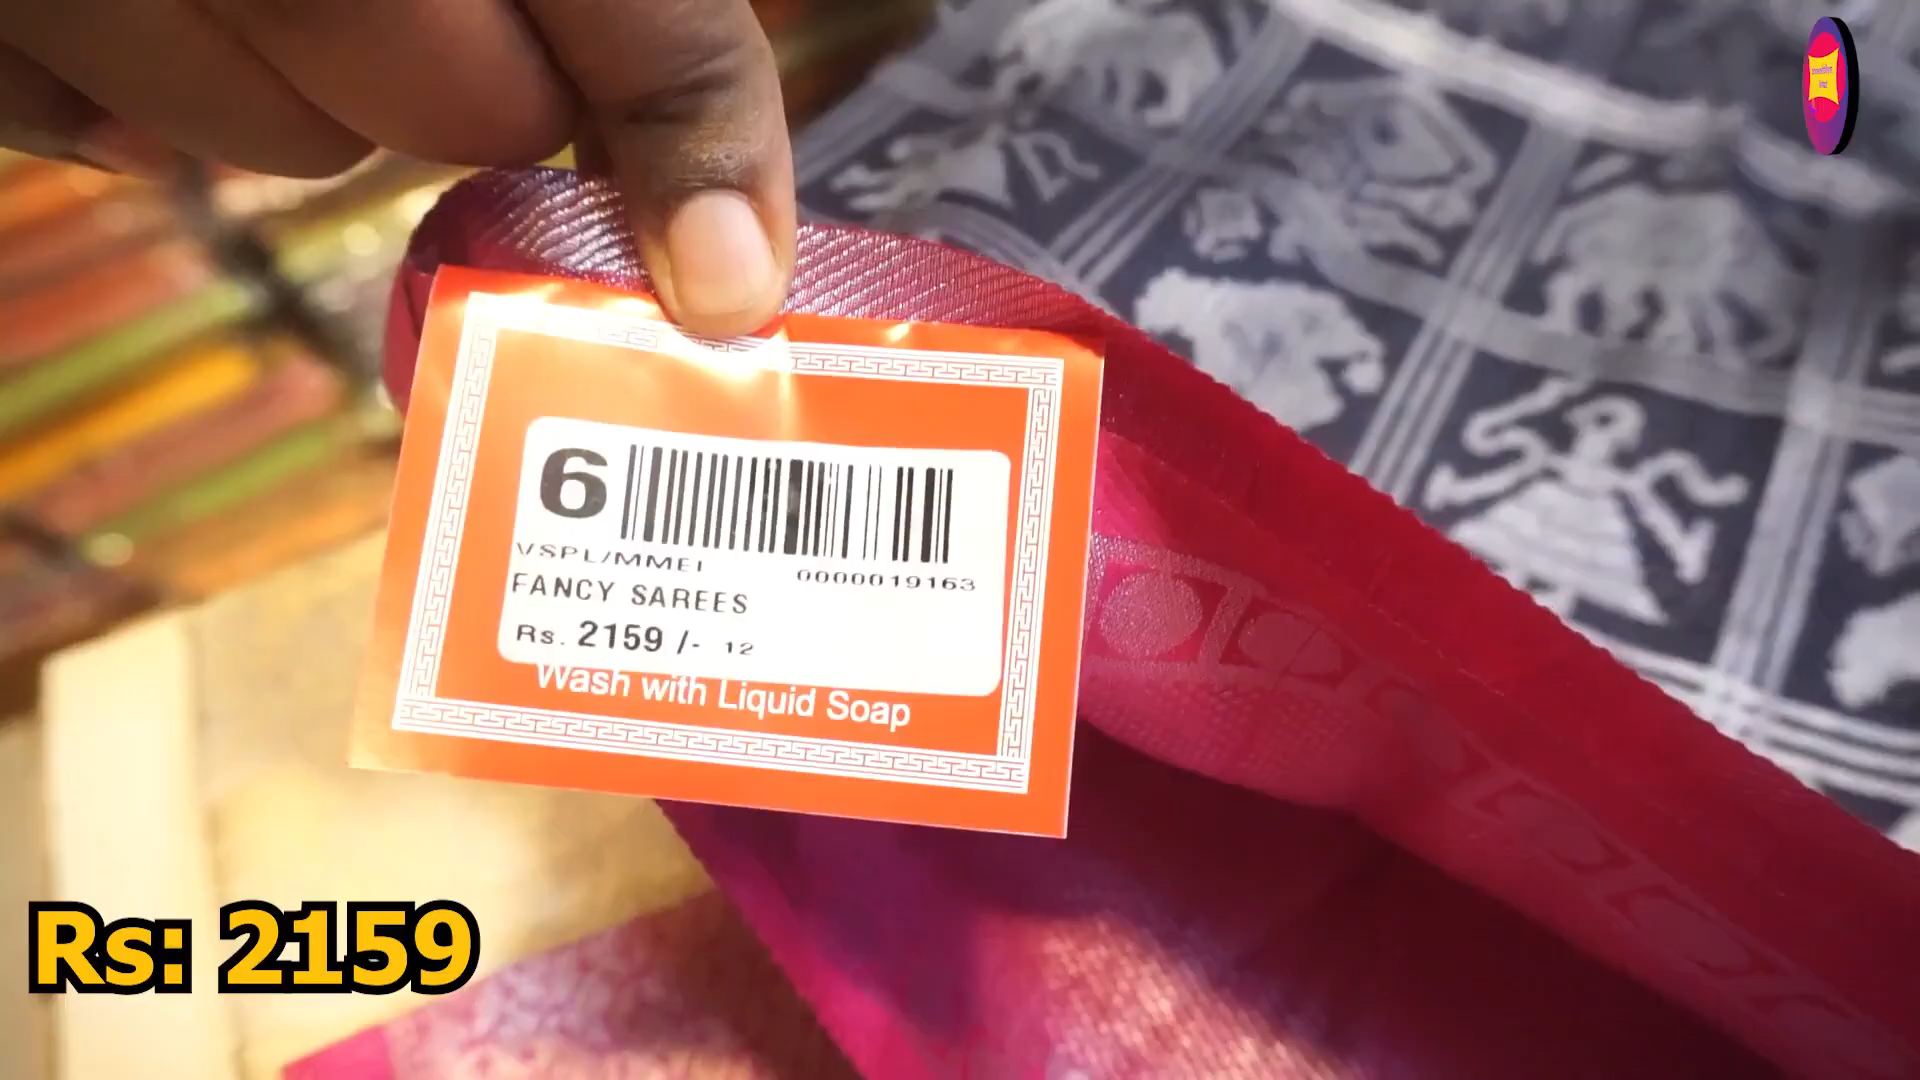 6
VSPL/MMEI
0000019163
FANCY SAREES
Rs. 2159 /- 12
Wash with Liquid Soap
Rs: 2159